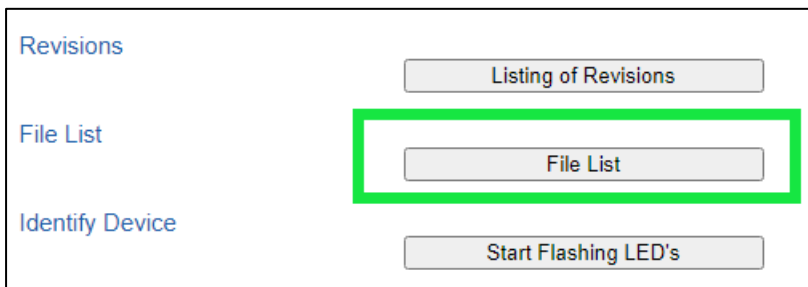 Revisions
Listing of Revisions
File List
File List
Identify Device
Start Flashing LED's